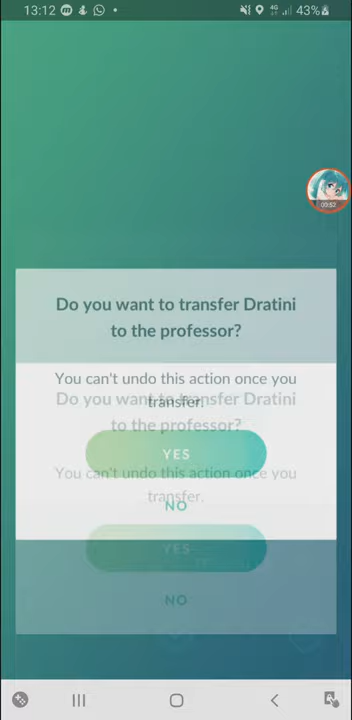 13:12
43%
00:52
Do you want to transfer Dratini
to the professor?
You can't undo this action once you
transfer.
Do you want to transfer Dratini
to the professor?
YES
You can't undo this action once you
transfer.
NO
YES
NO